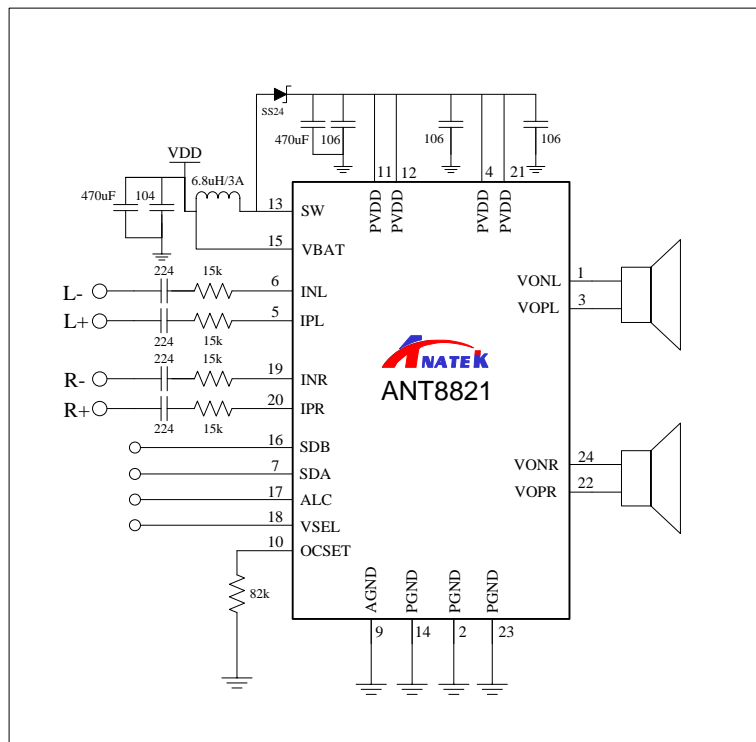 SS24
470uF 106 106 106
VDD
6.8uH/3A
470uF 104
11 12 4 21
PVDD PVDD PVDD PVDD
13 SW
15 VBAT
224 15k
L- 6 INL
L+ 5 IPL
224 15k
224 15k
R- 19 INR
R+ 20 IPR
224 15k
16 SDB
7 SDA
17 ALC
18 VSEL
10 OCSET
82k
ANATEK
ANT8821
VONL 1
VOPL 3
VONR 24
VOPR 22
AGND PGND PGND PGND
9 14 2 23